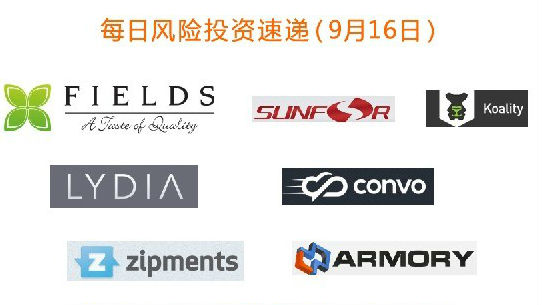 每日风险投资速递（9月16日）
FIELDS
A Taste of Quality
SUNFOR
Koality
LYDIA
convo
zipments
ARMORY